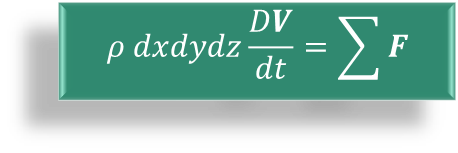 ρ dxdydz DV/dt = ∑ F